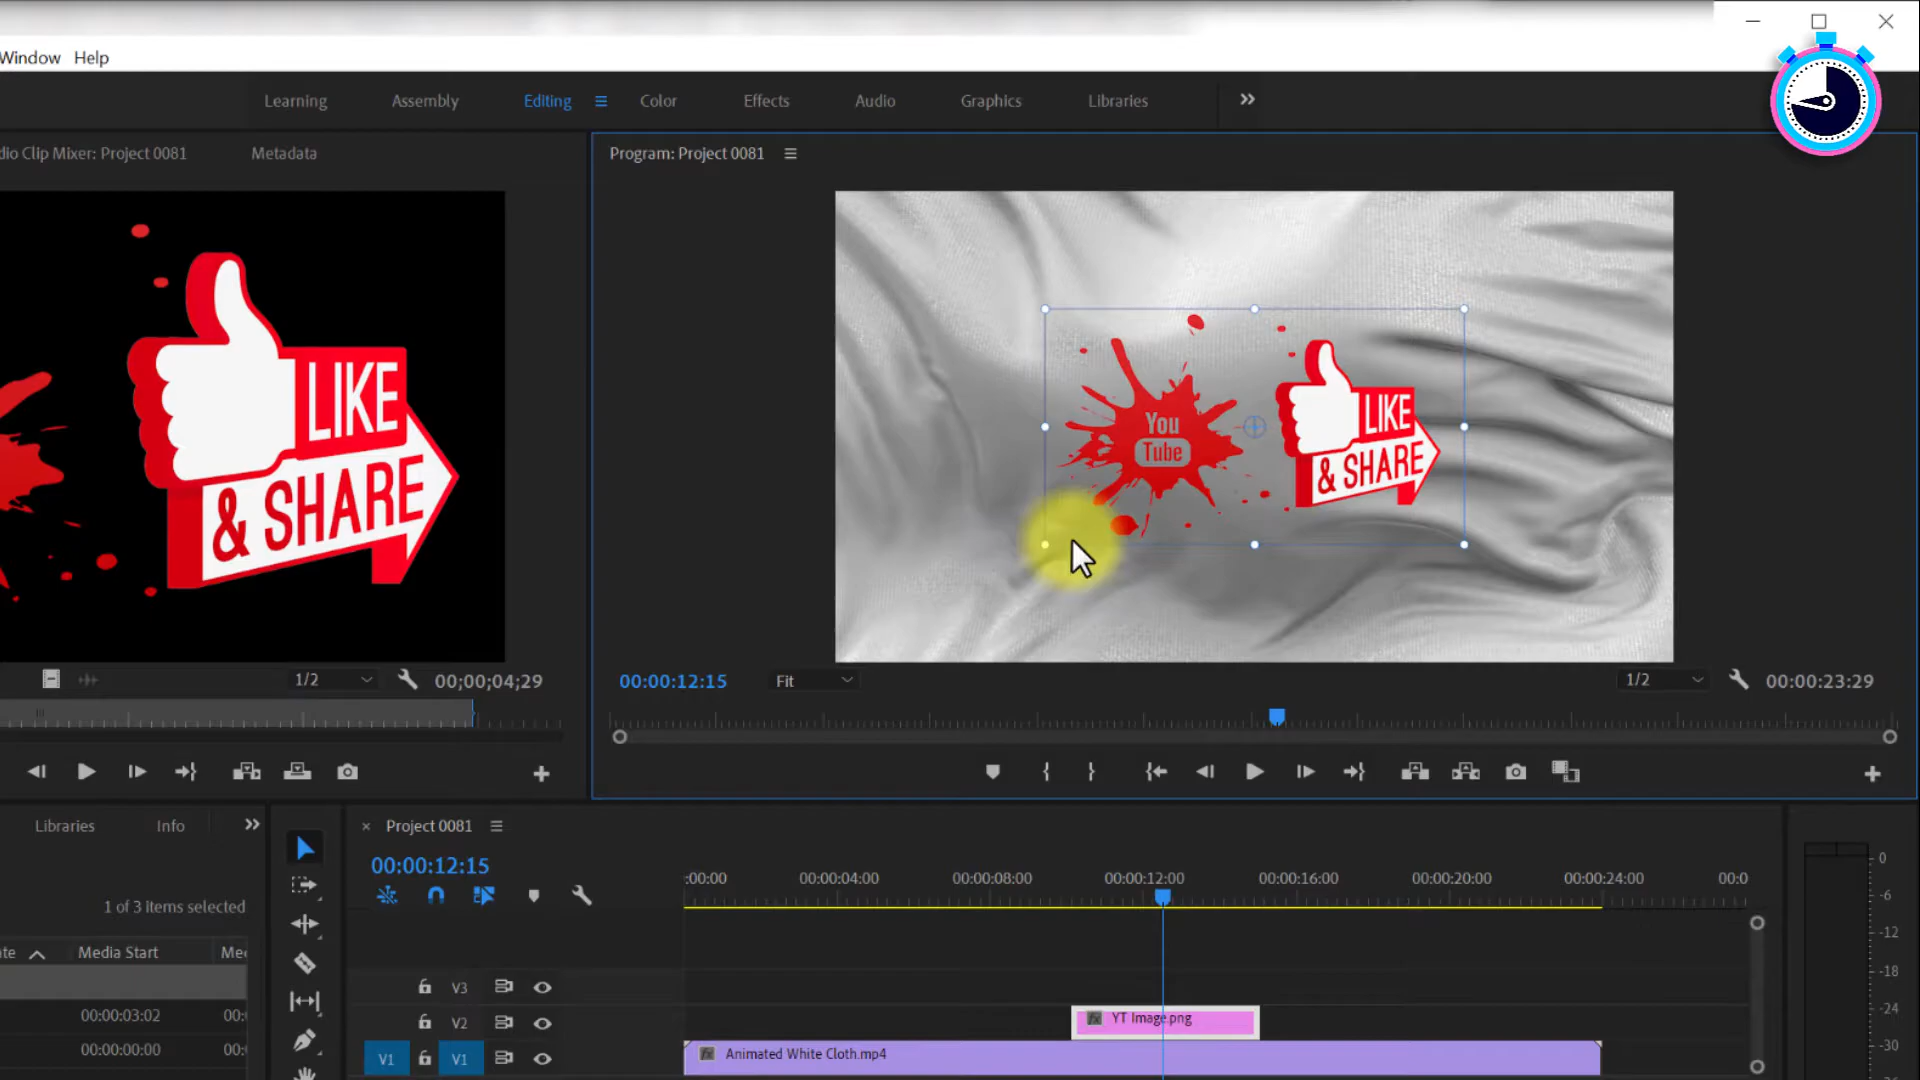 Window Help
Learning Assembly Editing Color Effects Audio Graphics Libraries
dio Clip Mixer: Project 0081 Metadata
Program: Project 0081
LIKE
& SHARE
You
Tube
LIKE
& SHARE
1/2 00;00;04;29
00:00:12:15 Fit 1/2 00:00:23:29
Libraries Info
Project 0081
00:00:12:15
:00:00 00:00:04:00 00:00:08:00 00:00:12:00 00:00:16:00 00:00:20:00 00:00:24:00 00:0
1 of 3 items selected
te Media Start Me
00:00:03:02 00:
00:00:00:00 00:
V3
V2 YT Image.png
V1 V1 Animated White Cloth.mp4
0
-6
-12
-18
-24
-30